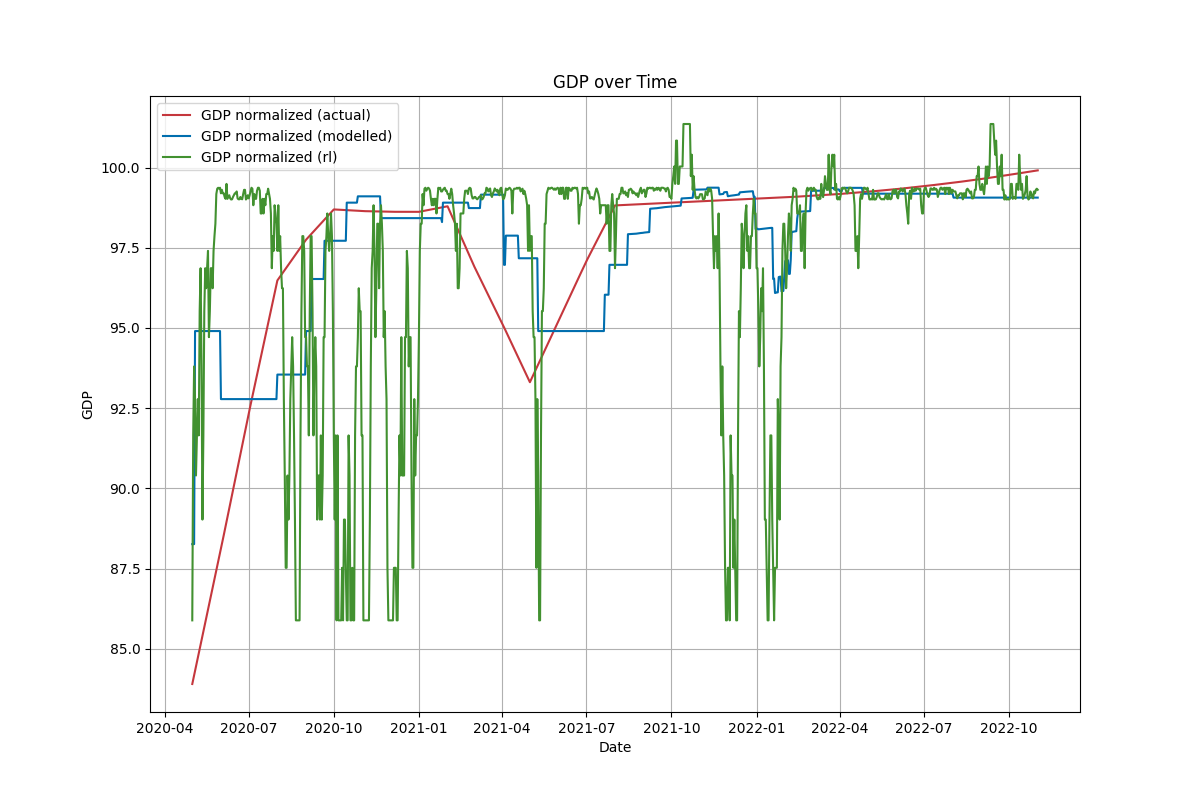 GDP over Time
GDP normalized (actual)
GDP normalized (modelled)
GDP normalized (rl)
100.0
97.5
95.0
92.5
90.0
87.5
85.0
GDP
2020-04 2020-07 2020-10 2021-01 2021-04 2021-07 2021-10 2022-01 2022-04 2022-07 2022-10
Date